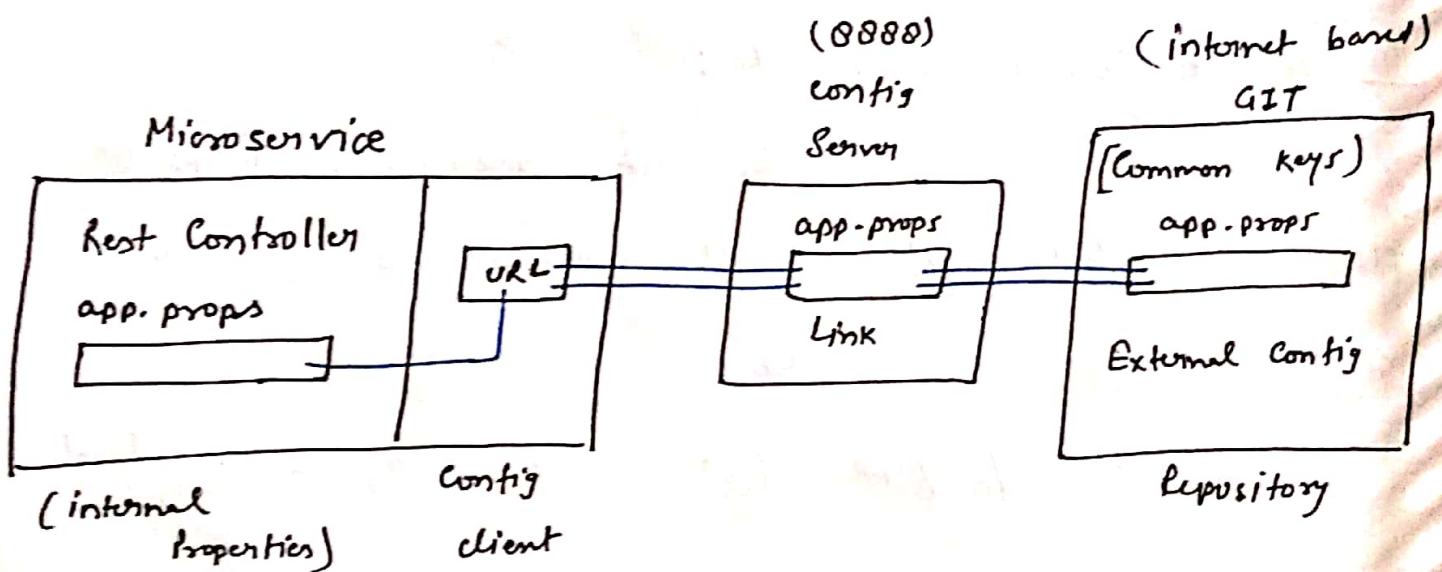 Microservice
Rest Controller
app. props
(internal
Properties)
URL
Config
client
(8888)
config
Server
app-props
Link
(internet based)
GIT
[Common keys)
app.props
External Config
Repository